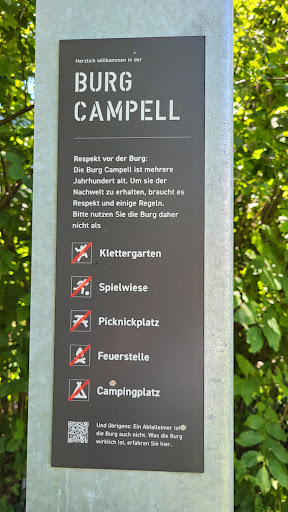 Herzlich willkommen in der
BURG
CAMPELL
Respekt vor der Burg:
Die Burg Campell ist mehrere
Jahrhundert alt. Um sie der
Nachwelt zu erhalten, braucht es
Respekt und einige Regeln.
Bitte nutzen Sie die Burg daher
nicht als
Klettergarten
Spielwiese
Picknickplatz
Feuerstelle
Campingplatz
Und übrigens: Ein Abfalleimer ist
die Burg auch nicht. Was die Burg
wirklich ist, erfahren Sie hier.